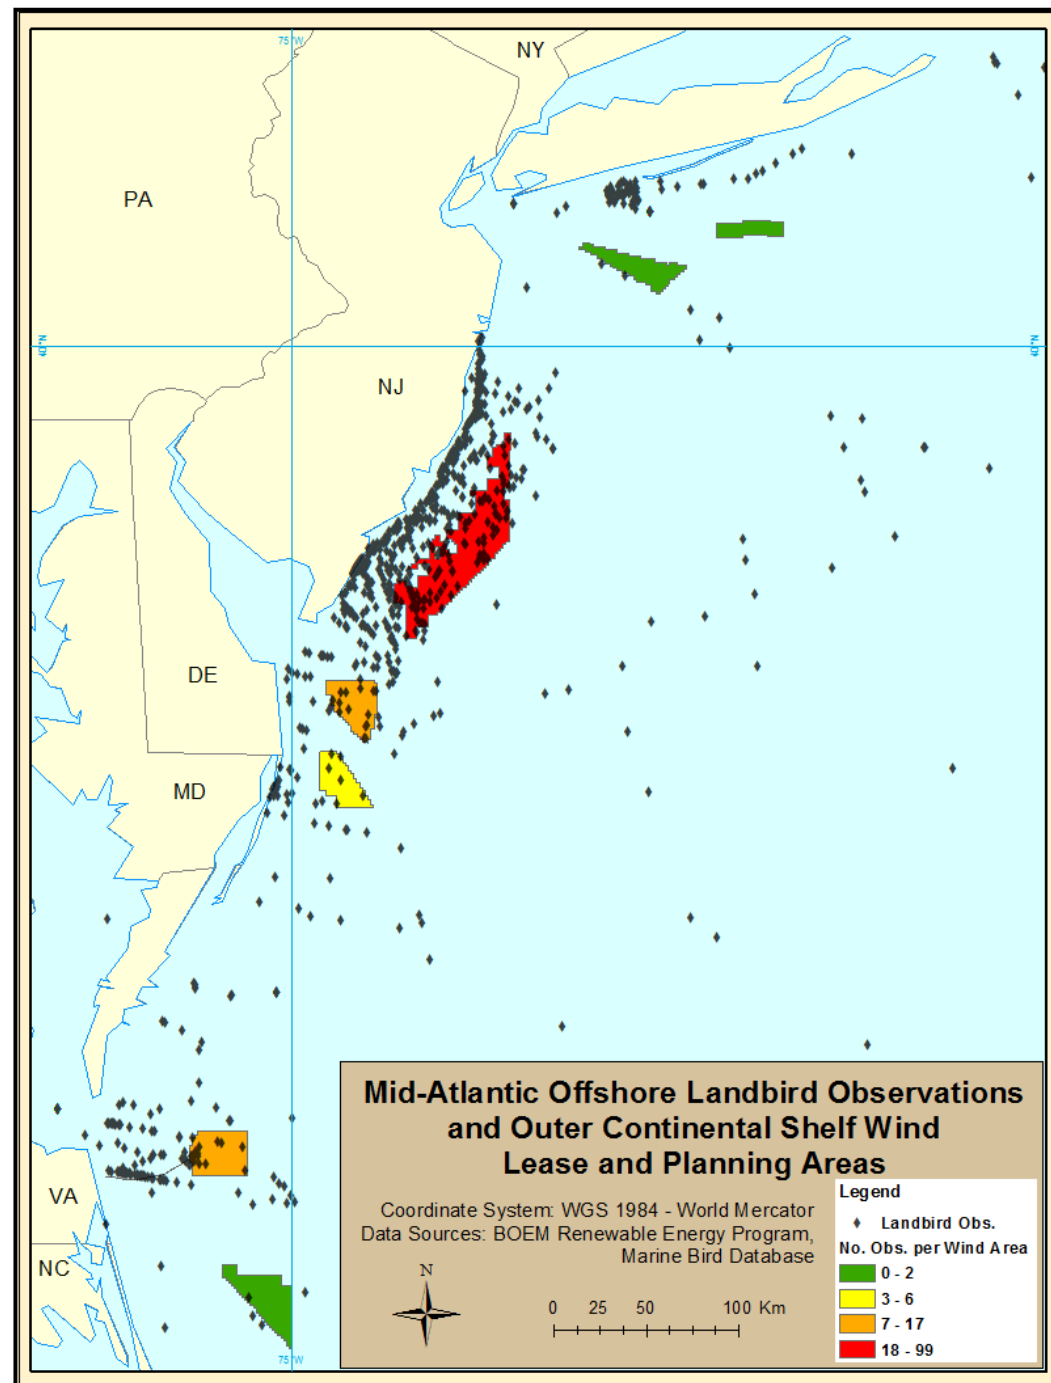 75°W
NY
PA
40°N
40°N
NJ
DE
MD
VA
NC
75°W
Mid-Atlantic Offshore Landbird Observations
and Outer Continental Shelf Wind
Lease and Planning Areas
Coordinate System: WGS 1984 - World Mercator
Data Sources: BOEM Renewable Energy Program,
Marine Bird Database
N
0 25 50 100 Km
Legend
Landbird Obs.
No. Obs. per Wind Area
0 - 2
3 - 6
7 - 17
18 - 99